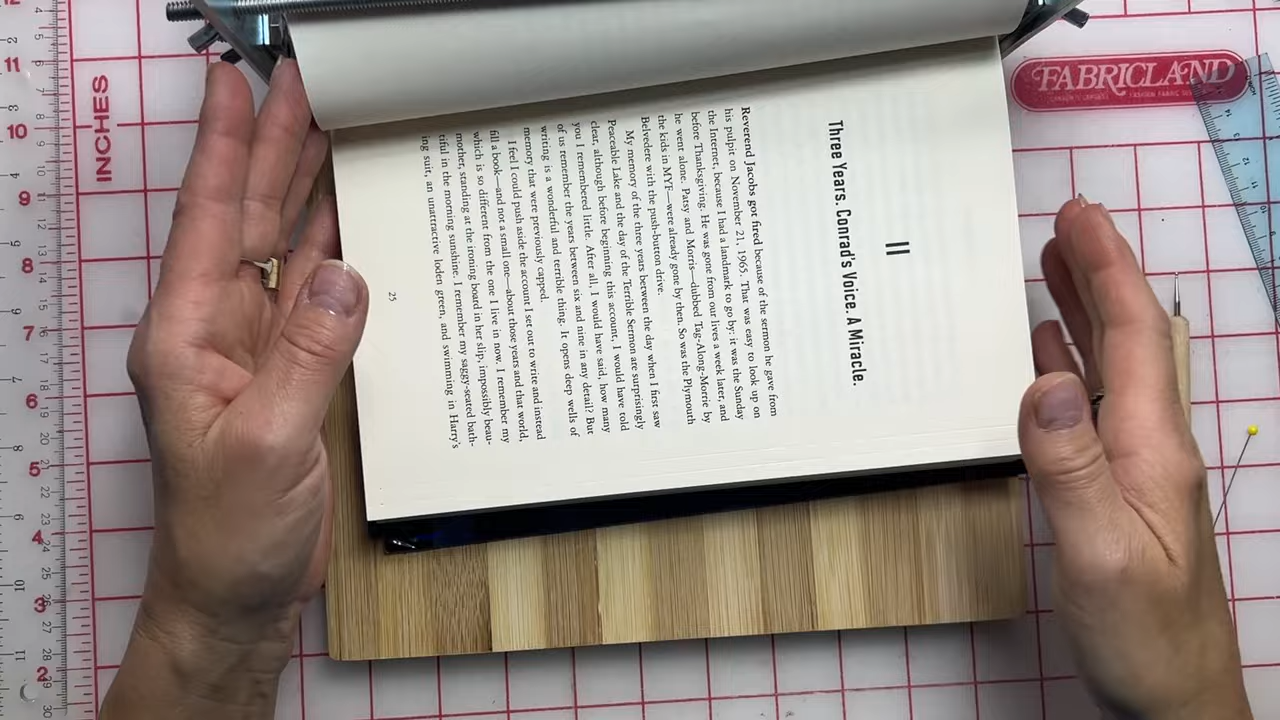 II
Three Years. Conrad's Voice. A Miracle.
Reverend Jacobs got fired because of the sermon he gave from
his pulpit on November 21, 1965. That was easy to look up on
the Internet, because I had a landmark to go by: it was the Sunday
before Thanksgiving. He was gone from our lives a week later, and
he went alone. Patsy and Morris—dubbed Tag-Along-Morrie by
the kids in MYF—were already gone by then. So was the Plymouth
Belvedere with the push-button drive.
My memory of the three years between the day when I first saw
Peaceable Lake and the day of the Terrible Sermon are surprisingly
clear, although before beginning this account, I would have told
you I remembered little. After all, I would have said, how many
of us remember the years between six and nine in any detail? But
writing is a wonderful and terrible thing. It opens deep wells of
memory that were previously capped.
I feel I could push aside the account I set out to write and instead
fill a book—and not a small one—about those years and that world,
which is so different from the one I live in now. I remember my
mother, standing at the ironing board in her slip, impossibly beau-
tiful in the morning sunshine. I remember my saggy-seated bath-
ing suit, an unattractive loden green, and swimming in Harry's
25
FABRICLAND
INCHES
11
10
9
8
7
6
5
4
3
2